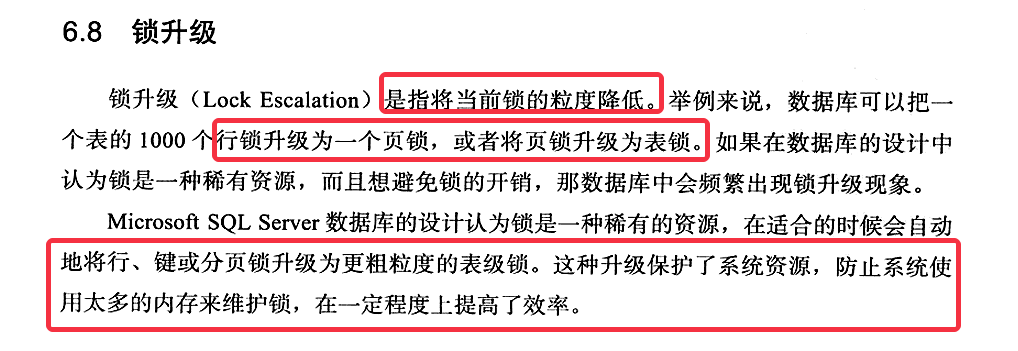 6.8 锁升级
锁升级（Lock Escalation）是指将当前锁的粒度降低。举例来说，数据库可以把一
个表的 1000 个行锁升级为一个页锁，或者将页锁升级为表锁。如果在数据库的设计中
认为锁是一种稀有资源，而且想避免锁的开销，那数据库中会频繁出现锁升级现象。
Microsoft SQL Server 数据库的设计认为锁是一种稀有的资源，在适合的时候会自动
地将行、键或分页锁升级为更粗粒度的表级锁。这种升级保护了系统资源，防止系统使
用太多的内存来维护锁，在一定程度上提高了效率。